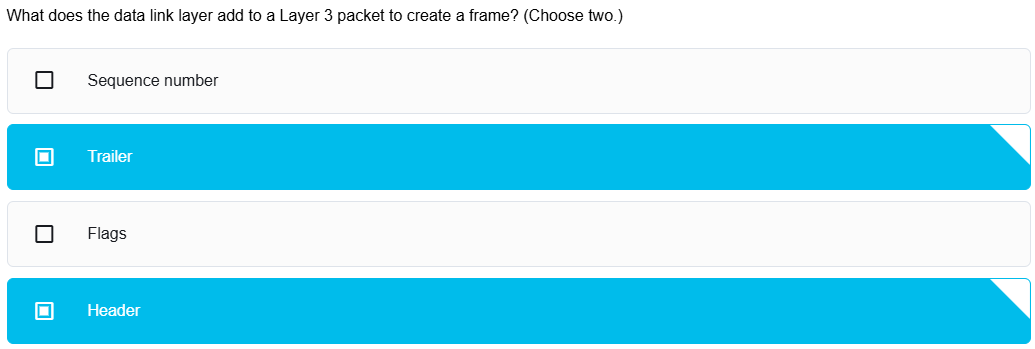 What does the data link layer add to a Layer 3 packet to create a frame? (Choose two.)
Sequence number
Trailer
Flags
Header